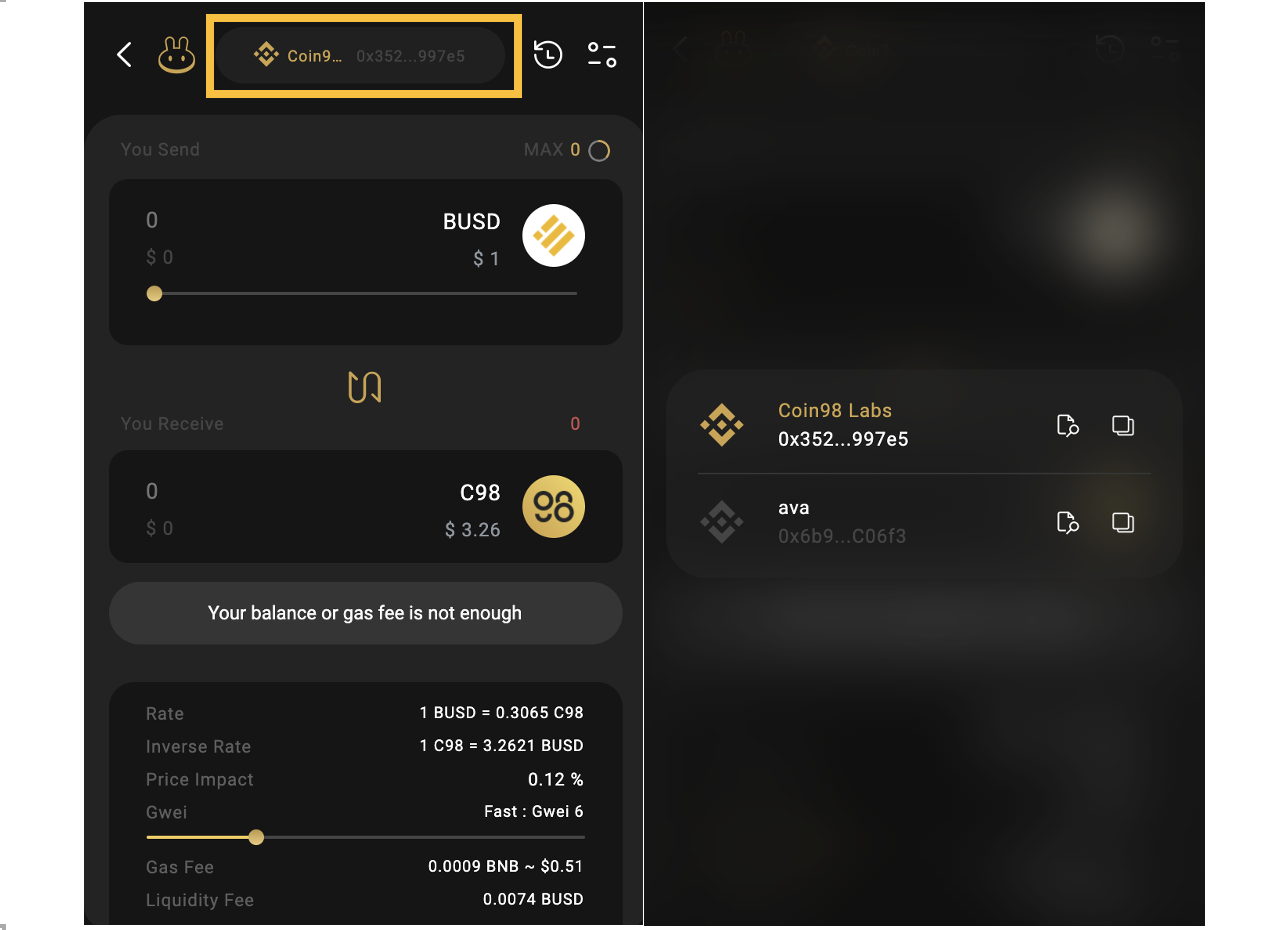 Coin9... 0x352...997e5
You Send MAX 0
0 BUSD
$ 0 $ 1
You Receive 0
0 C98
$ 0 $ 3.26
98
Your balance or gas fee is not enough
Rate 1 BUSD = 0.3065 C98
Inverse Rate 1 C98 = 3.2621 BUSD
Price Impact 0.12 %
Gwei Fast : Gwei 6
Gas Fee 0.0009 BNB ~ $0.51
Liquidity Fee 0.0074 BUSD
Coin98 Labs
0x352...997e5
ava
0x6b9...C06f3